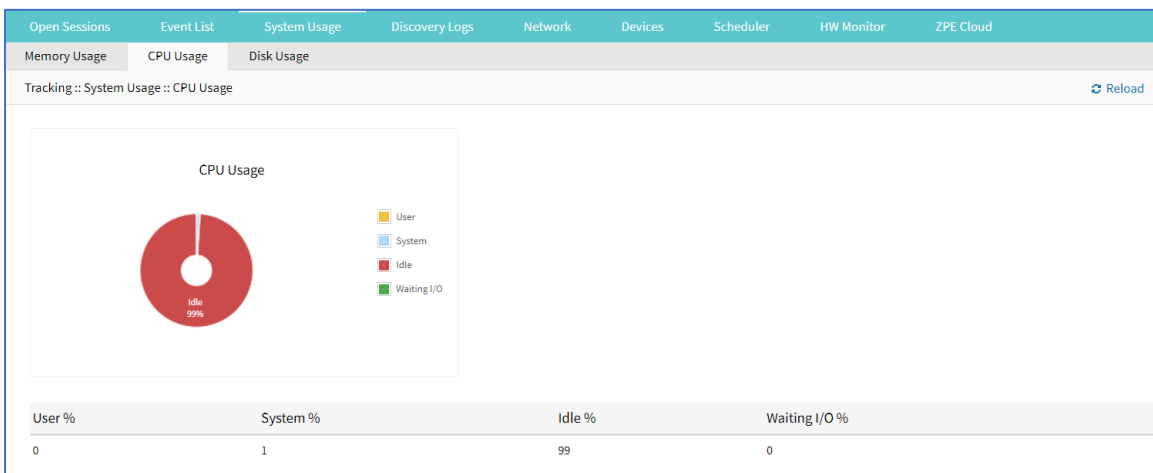 Open Sessions Event List System Usage Discovery Logs Network Devices Scheduler HW Monitor ZPE Cloud
Memory Usage CPU Usage Disk Usage
Tracking :: System Usage :: CPU Usage Reload
CPU Usage
User
System
Idle
Waiting I/O
Idle
99%
User % System % Idle % Waiting I/O %
0 1 99 0